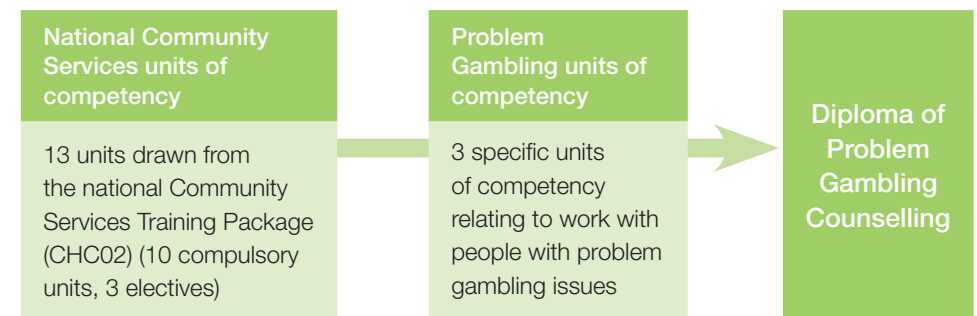 National Community
Services units of
competency
13 units drawn from
the national Community
Services Training Package
(CHC02) (10 compulsory
units, 3 electives)
Problem
Gambling units of
competency
3 specific units
of competency
relating to work with
people with problem
gambling issues
Diploma of
Problem
Gambling
Counselling